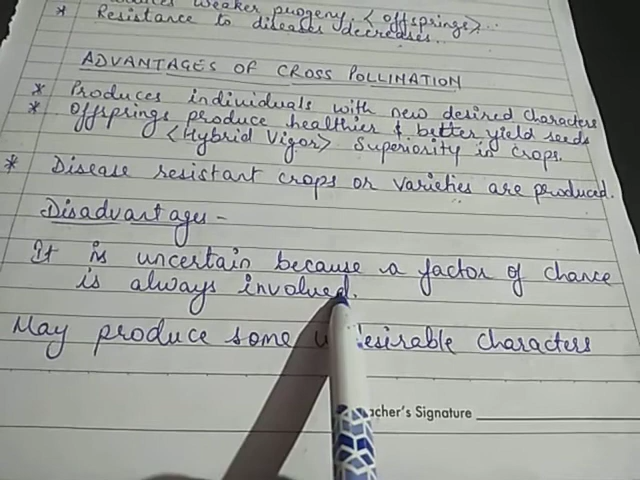 weaker progeny <offsprings>..
* Resistance to diseases decreases.
ADVANTAGES OF CROSS POLLINATION
* Produces individuals with new desired characters
* Offsprings produce healthier & better yield seeds
<Hybrid Vigor> Superiority in crops.
* Disease resistant crops or varieties are produced.
Disadvantages -
It is uncertain because a factor of chance
is always involved.
May produce some desirable characters
acher's Signature